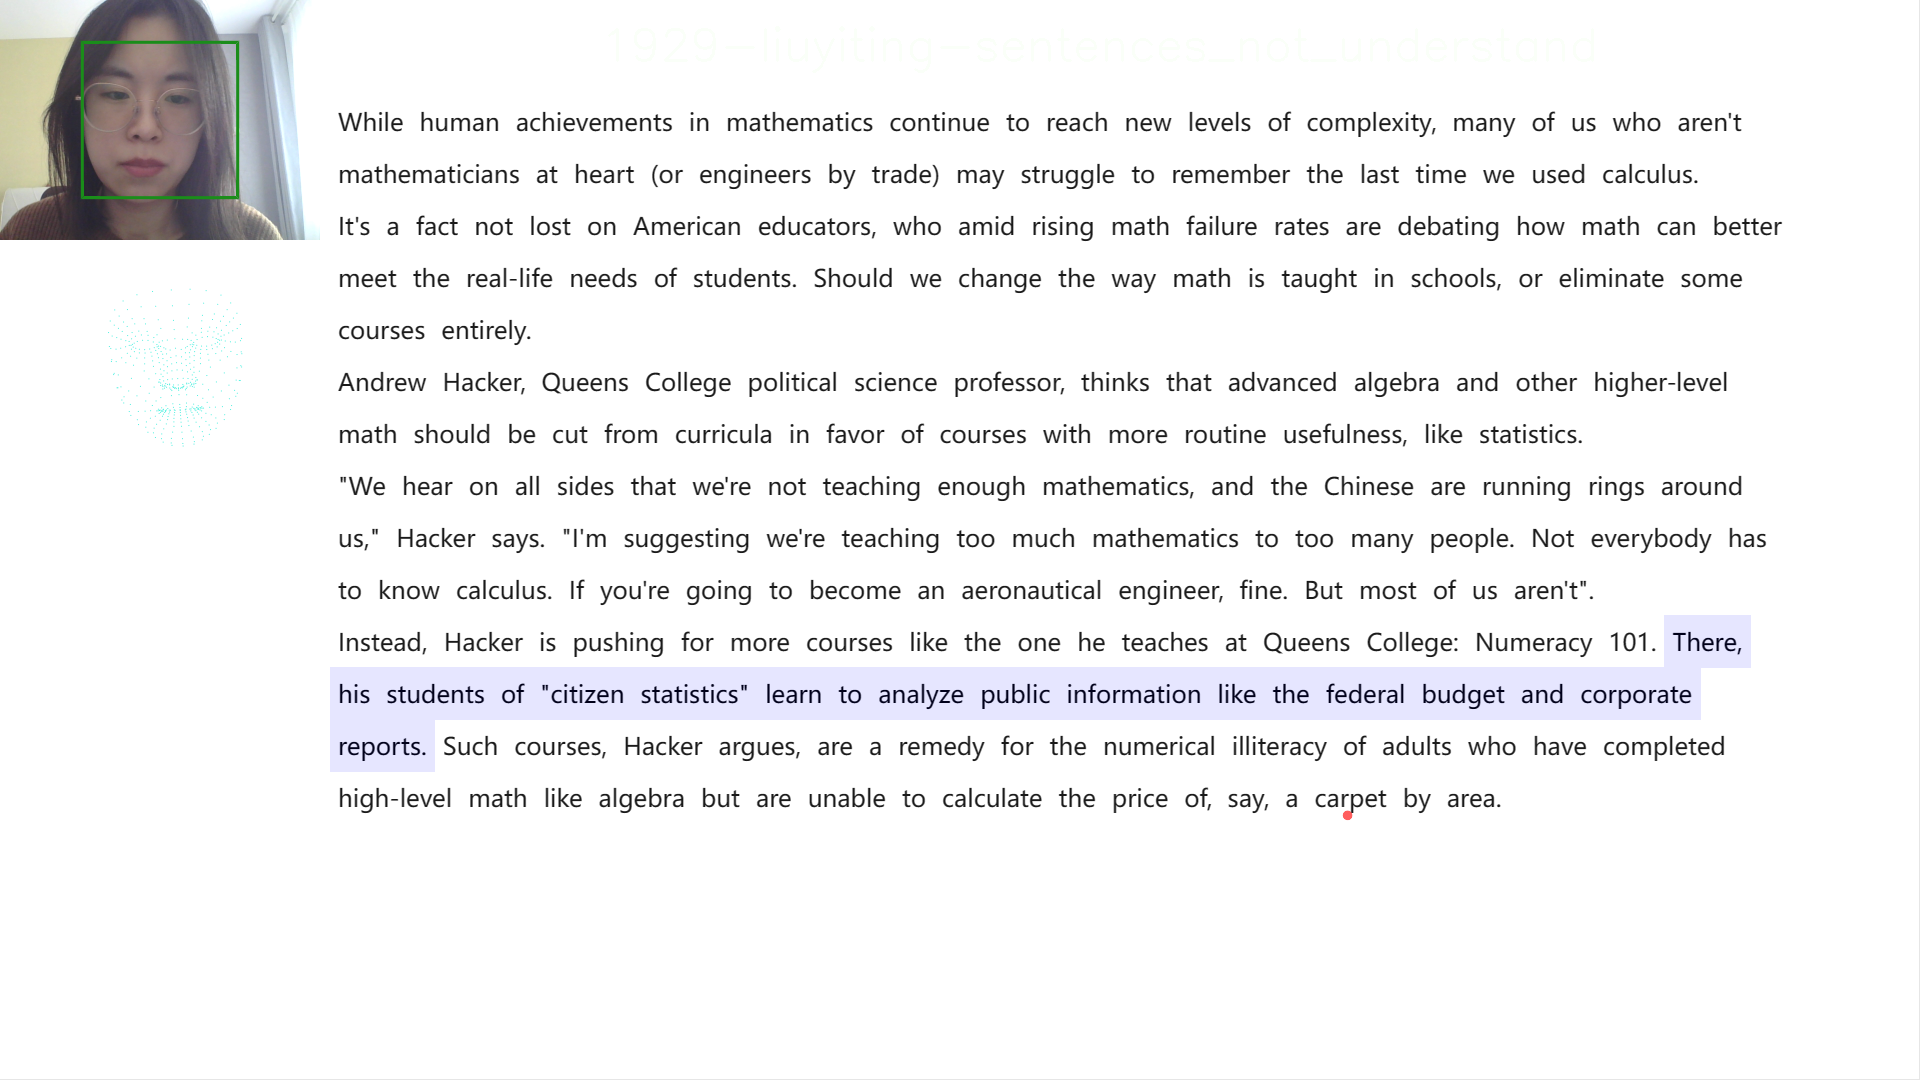 1929-liuyiting-sentences_not_understand
While human achievements in mathematics continue to reach new levels of complexity, many of us who aren't
mathematicians at heart (or engineers by trade) may struggle to remember the last time we used calculus.
It's a fact not lost on American educators, who amid rising math failure rates are debating how math can better
meet the real-life needs of students. Should we change the way math is taught in schools, or eliminate some
courses entirely.
Andrew Hacker, Queens College political science professor, thinks that advanced algebra and other higher-level
math should be cut from curricula in favor of courses with more routine usefulness, like statistics.
"We hear on all sides that we're not teaching enough mathematics, and the Chinese are running rings around
us," Hacker says. "I'm suggesting we're teaching too much mathematics to too many people. Not everybody has
to know calculus. If you're going to become an aeronautical engineer, fine. But most of us aren't".
Instead, Hacker is pushing for more courses like the one he teaches at Queens College: Numeracy 101. There,
his students of "citizen statistics" learn to analyze public information like the federal budget and corporate
reports. Such courses, Hacker argues, are a remedy for the numerical illiteracy of adults who have completed
high-level math like algebra but are unable to calculate the price of, say, a carpet by area.